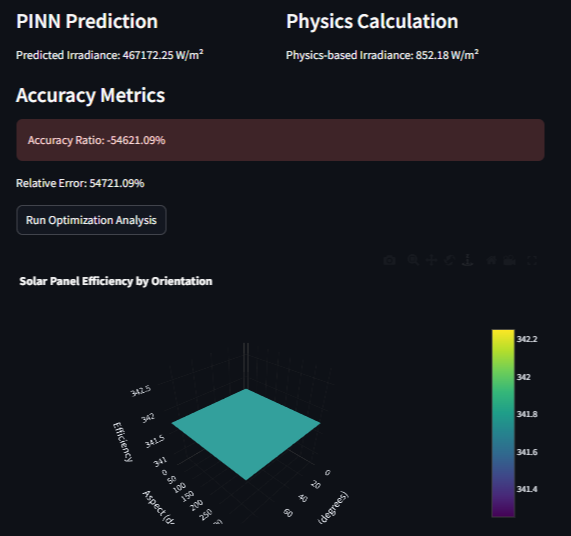 PINN Prediction
Physics Calculation
Predicted Irradiance: 467172.25 W/m²
Physics-based Irradiance: 852.18 W/m²
Accuracy Metrics
Accuracy Ratio: -54621.09%
Relative Error: 54721.09%
Run Optimization Analysis
Solar Panel Efficiency by Orientation
342.2
342
341.8
341.6
341.4
342.5
342
341.5
341
Efficiency
0
50
100
150
200
250
Aspect (d
0
20
(degrees)